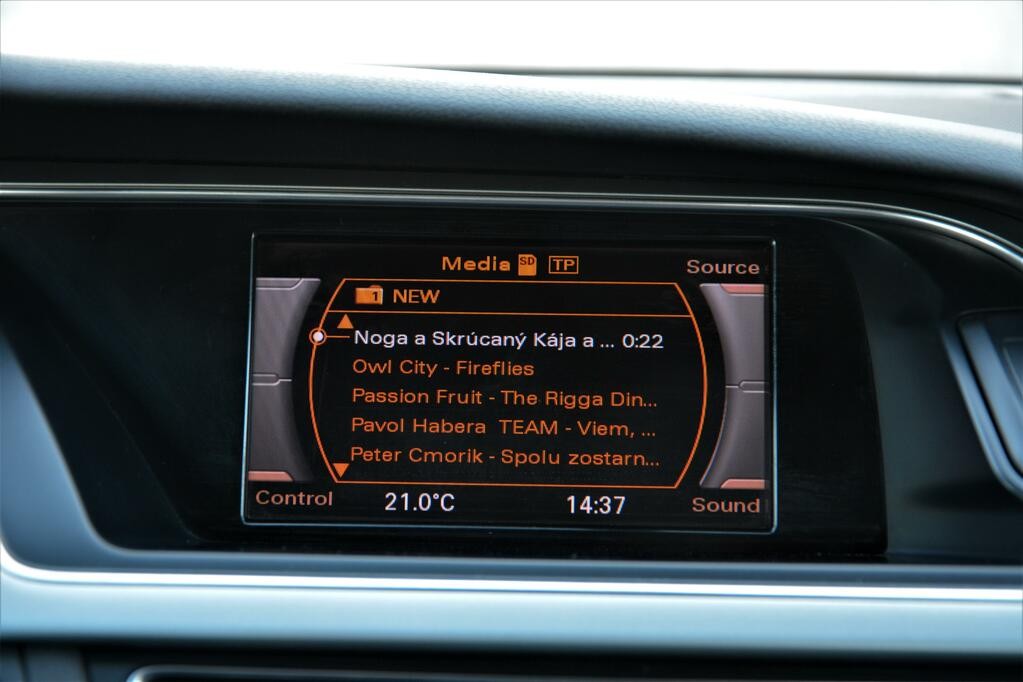 Media SD TP
Source
1 NEW
Noga a Skrúcaný Kája a ... 0:22
Owl City - Fireflies
Passion Fruit - The Rigga Din...
Pavol Habera TEAM - Viem, ...
Peter Cmorik - Spolu zostarn...
Control 21.0°C 14:37 Sound